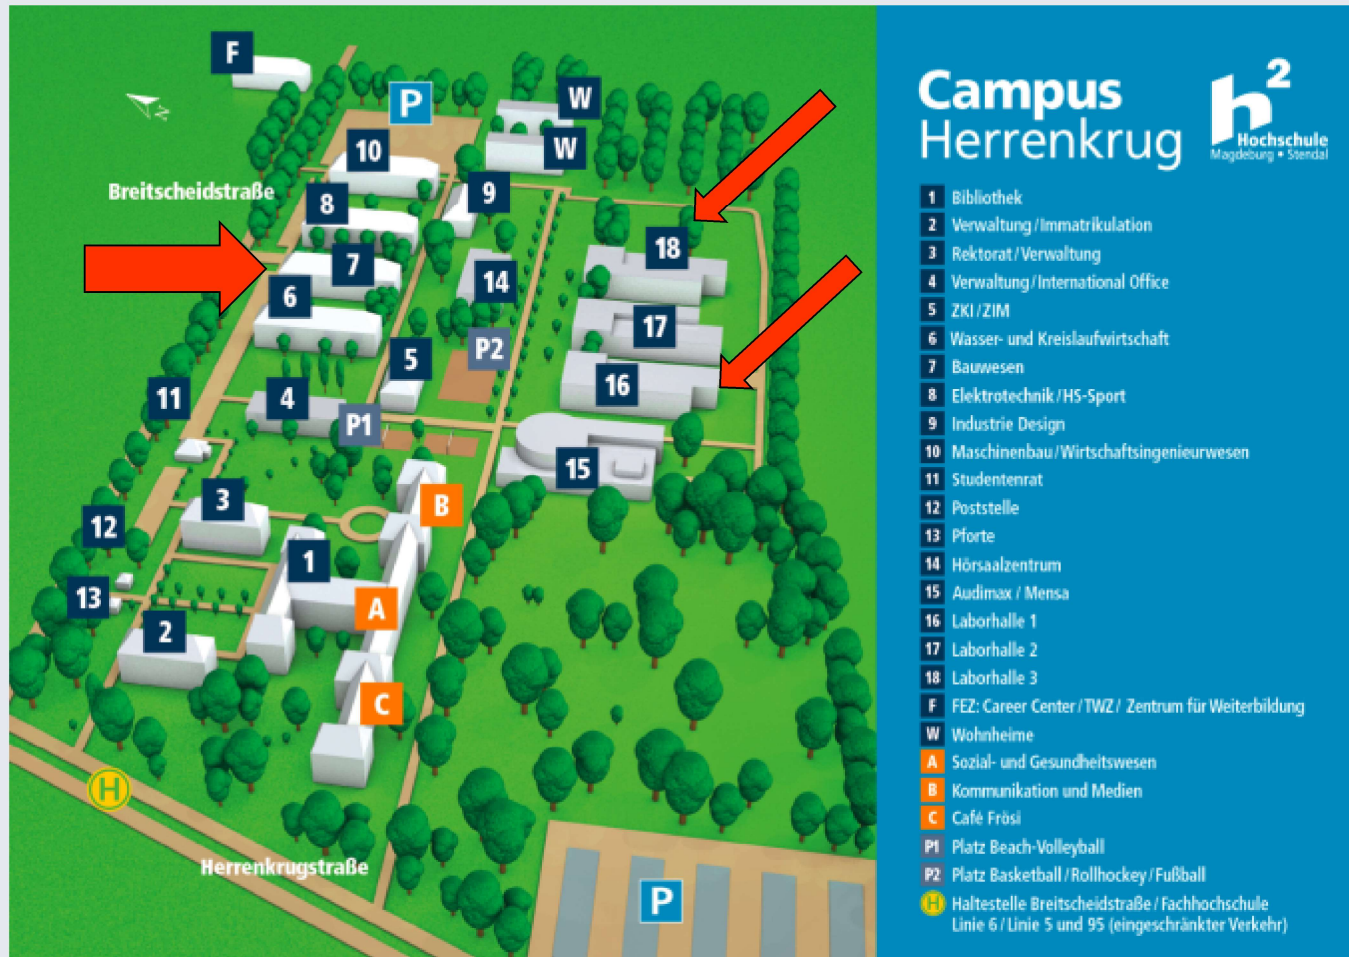 F
P
W
W
10
Breitscheidstraße
8
9
7
18
14
6
17
P2
5
16
11
4
P1
15
3
B
12
1
13
A
2
C
H
Herrenkrugstraße
P
N
Campus
Herrenkrug
h2
Hochschule
Magdeburg • Stendal
1 Bibliothek
2 Verwaltung/Immatrikulation
3 Rektorat/Verwaltung
4 Verwaltung/International Office
5 ZKI/ZIM
6 Wasser- und Kreislaufwirtschaft
7 Bauwesen
8 Elektrotechnik/HS-Sport
9 Industrie Design
10 Maschinenbau/Wirtschaftsingenieurwesen
11 Studentenrat
12 Poststelle
13 Pforte
14 Hörsaalzentrum
15 Audimax / Mensa
16 Laborhalle 1
17 Laborhalle 2
18 Laborhalle 3
F FEZ: Career Center/TWZ/ Zentrum für Weiterbildung
W Wohnheime
A Sozial- und Gesundheitswesen
B Kommunikation und Medien
C Café Frösi
P1 Platz Beach-Volleyball
P2 Platz Basketball/Rollhockey/Fußball
H Haltestelle Breitscheidstraße/Fachhochschule
Linie 6/Linie 5 und 95 (eingeschränkter Verkehr)